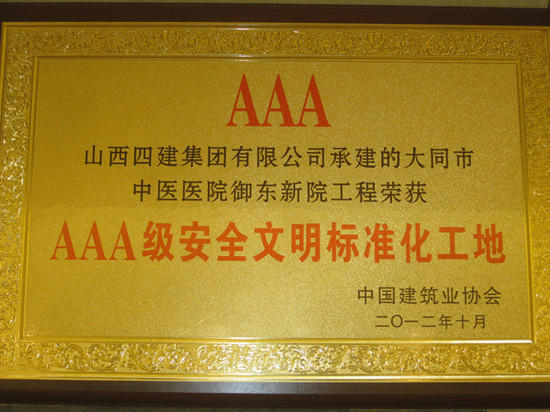 AAA
山西四建集团有限公司承建的大同市
中医医院御东新院工程荣获
AAA级安全文明标准化工地
中国建筑业协会
二〇一二年十月